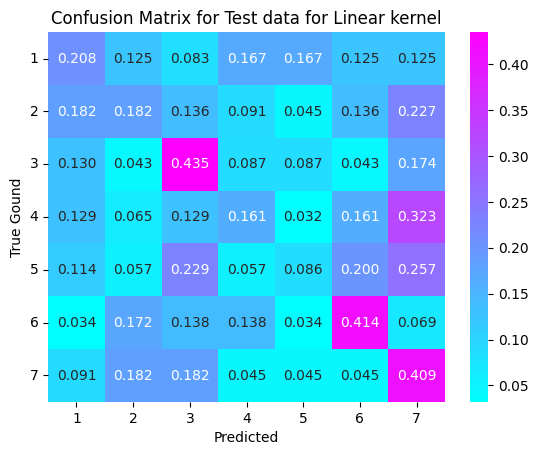 Confusion Matrix for Test data for Linear kernel
1 0.208 0.125 0.083 0.167 0.167 0.125 0.125
2 0.182 0.182 0.136 0.091 0.045 0.136 0.227
3 0.130 0.043 0.435 0.087 0.087 0.043 0.174
4 0.129 0.065 0.129 0.161 0.032 0.161 0.323
5 0.114 0.057 0.229 0.057 0.086 0.200 0.257
6 0.034 0.172 0.138 0.138 0.034 0.414 0.069
7 0.091 0.182 0.182 0.045 0.045 0.045 0.409
1 2 3 4 5 6 7
Predicted
True Gound
0.40
0.35
0.30
0.25
0.20
0.15
0.10
0.05